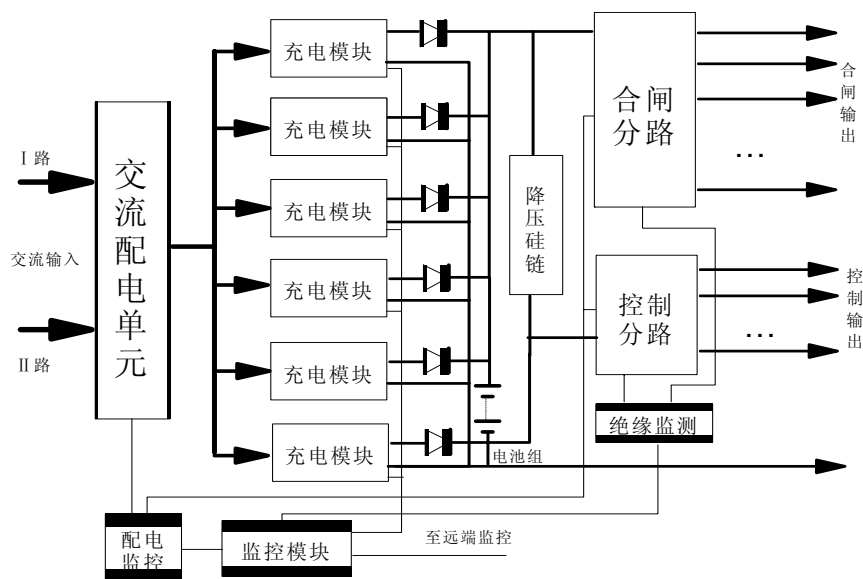 充电模块
充电模块
充电模块
充电模块
充电模块
充电模块
I 路
交流输入
II路
交流配电单元
降压硅链
合闸
分路
合闸输出
...
控制
分路
控制输出
...
绝缘监测
电池组
配电
监控
监控模块
至远端监控